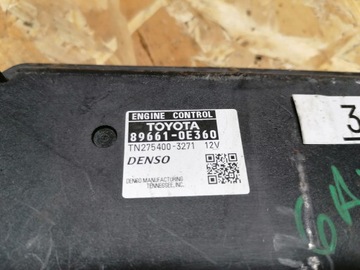 ENGINE CONTROL
TOYOTA
89661-0E360
TN275400-3271 12V
DENSO
DENSO MANUFACTURING
TENNESSEE, INC.
3